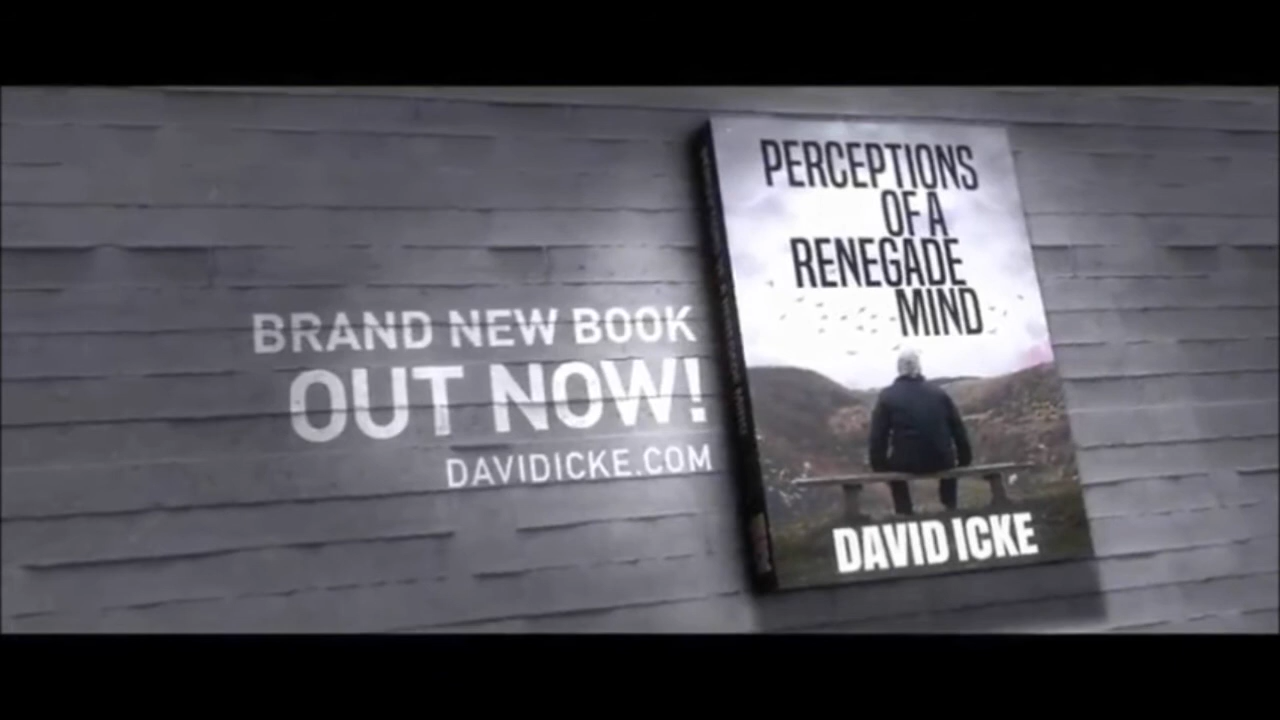 BRAND NEW BOOK
OUT NOW!
DAVIDICKE.COM
PERCEPTIONS
OF A
RENEGADE
MIND
DAVID ICKE